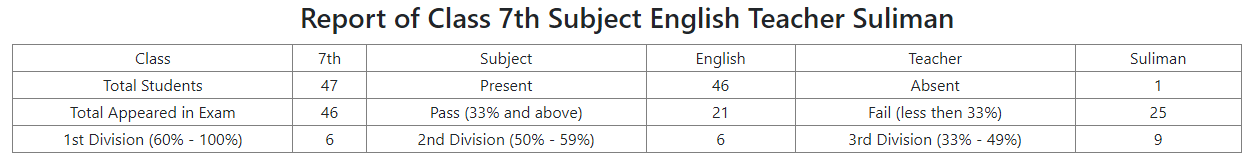 Report of Class 7th Subject English Teacher Suliman
Class 7th Subject English Teacher Suliman
Total Students 47 Present 46 Absent 1
Total Appeared in Exam 46 Pass (33% and above) 21 Fail (less then 33%) 25
1st Division (60% - 100%) 6 2nd Division (50% - 59%) 6 3rd Division (33% - 49%) 9